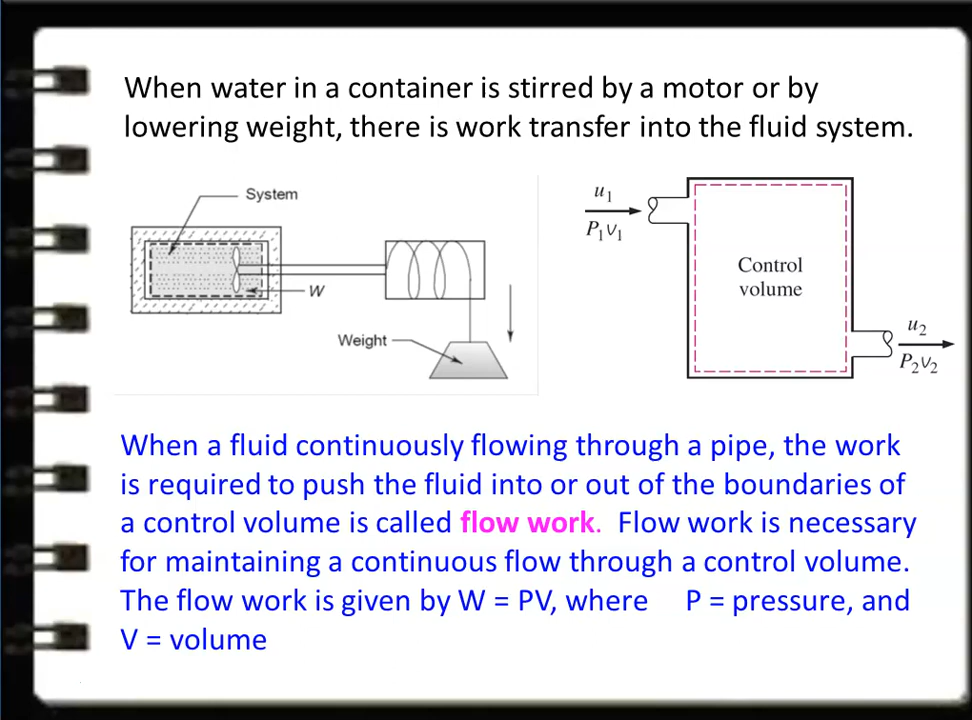 When water in a container is stirred by a motor or by
lowering weight, there is work transfer into the fluid system.
System
W
Weight
u₁
P₁v₁
Control
volume
u₂
P₂v₂
When a fluid continuously flowing through a pipe, the work
is required to push the fluid into or out of the boundaries of
a control volume is called flow work.  Flow work is necessary
for maintaining a continuous flow through a control volume.
The flow work is given by W = PV, where     P = pressure, and
V = volume